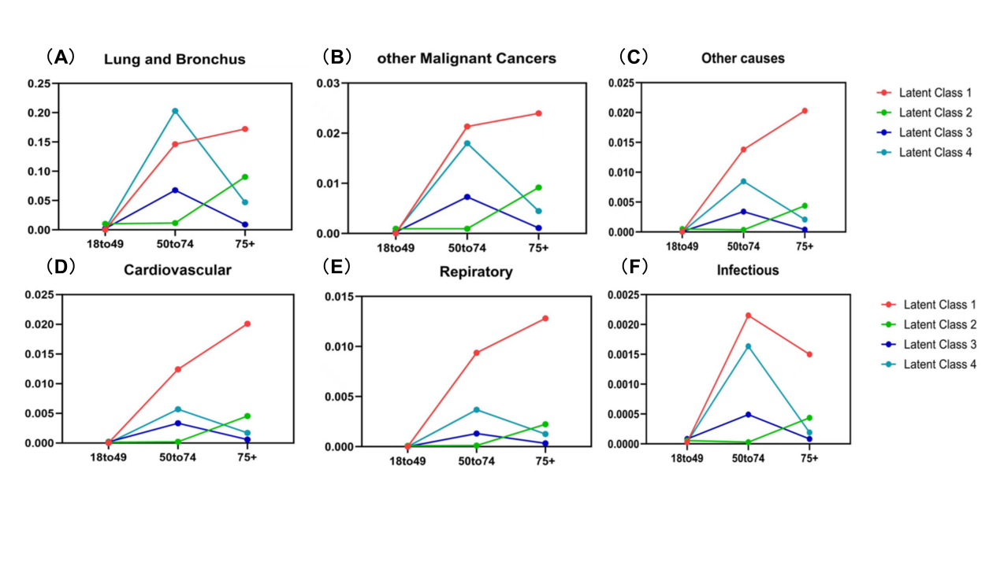 (A) Lung and Bronchus
0.25
0.20
0.15
0.10
0.05
0.00
18to49 50to74 75+
(B) other Malignant Cancers
0.03
0.02
0.01
0.00
18to49 50to74 75+
(C) Other causes
0.025
0.020
0.015
0.010
0.005
0.000
18to49 50to74 75+
Latent Class 1
Latent Class 2
Latent Class 3
Latent Class 4
(D) Cardiovascular
0.025
0.020
0.015
0.010
0.005
0.000
18to49 50to74 75+
(E) Repiratory
0.015
0.010
0.005
0.000
18to49 50to74 75+
(F) Infectious
0.0025
0.0020
0.0015
0.0010
0.0005
0.0000
18to49 50to74 75+
Latent Class 1
Latent Class 2
Latent Class 3
Latent Class 4